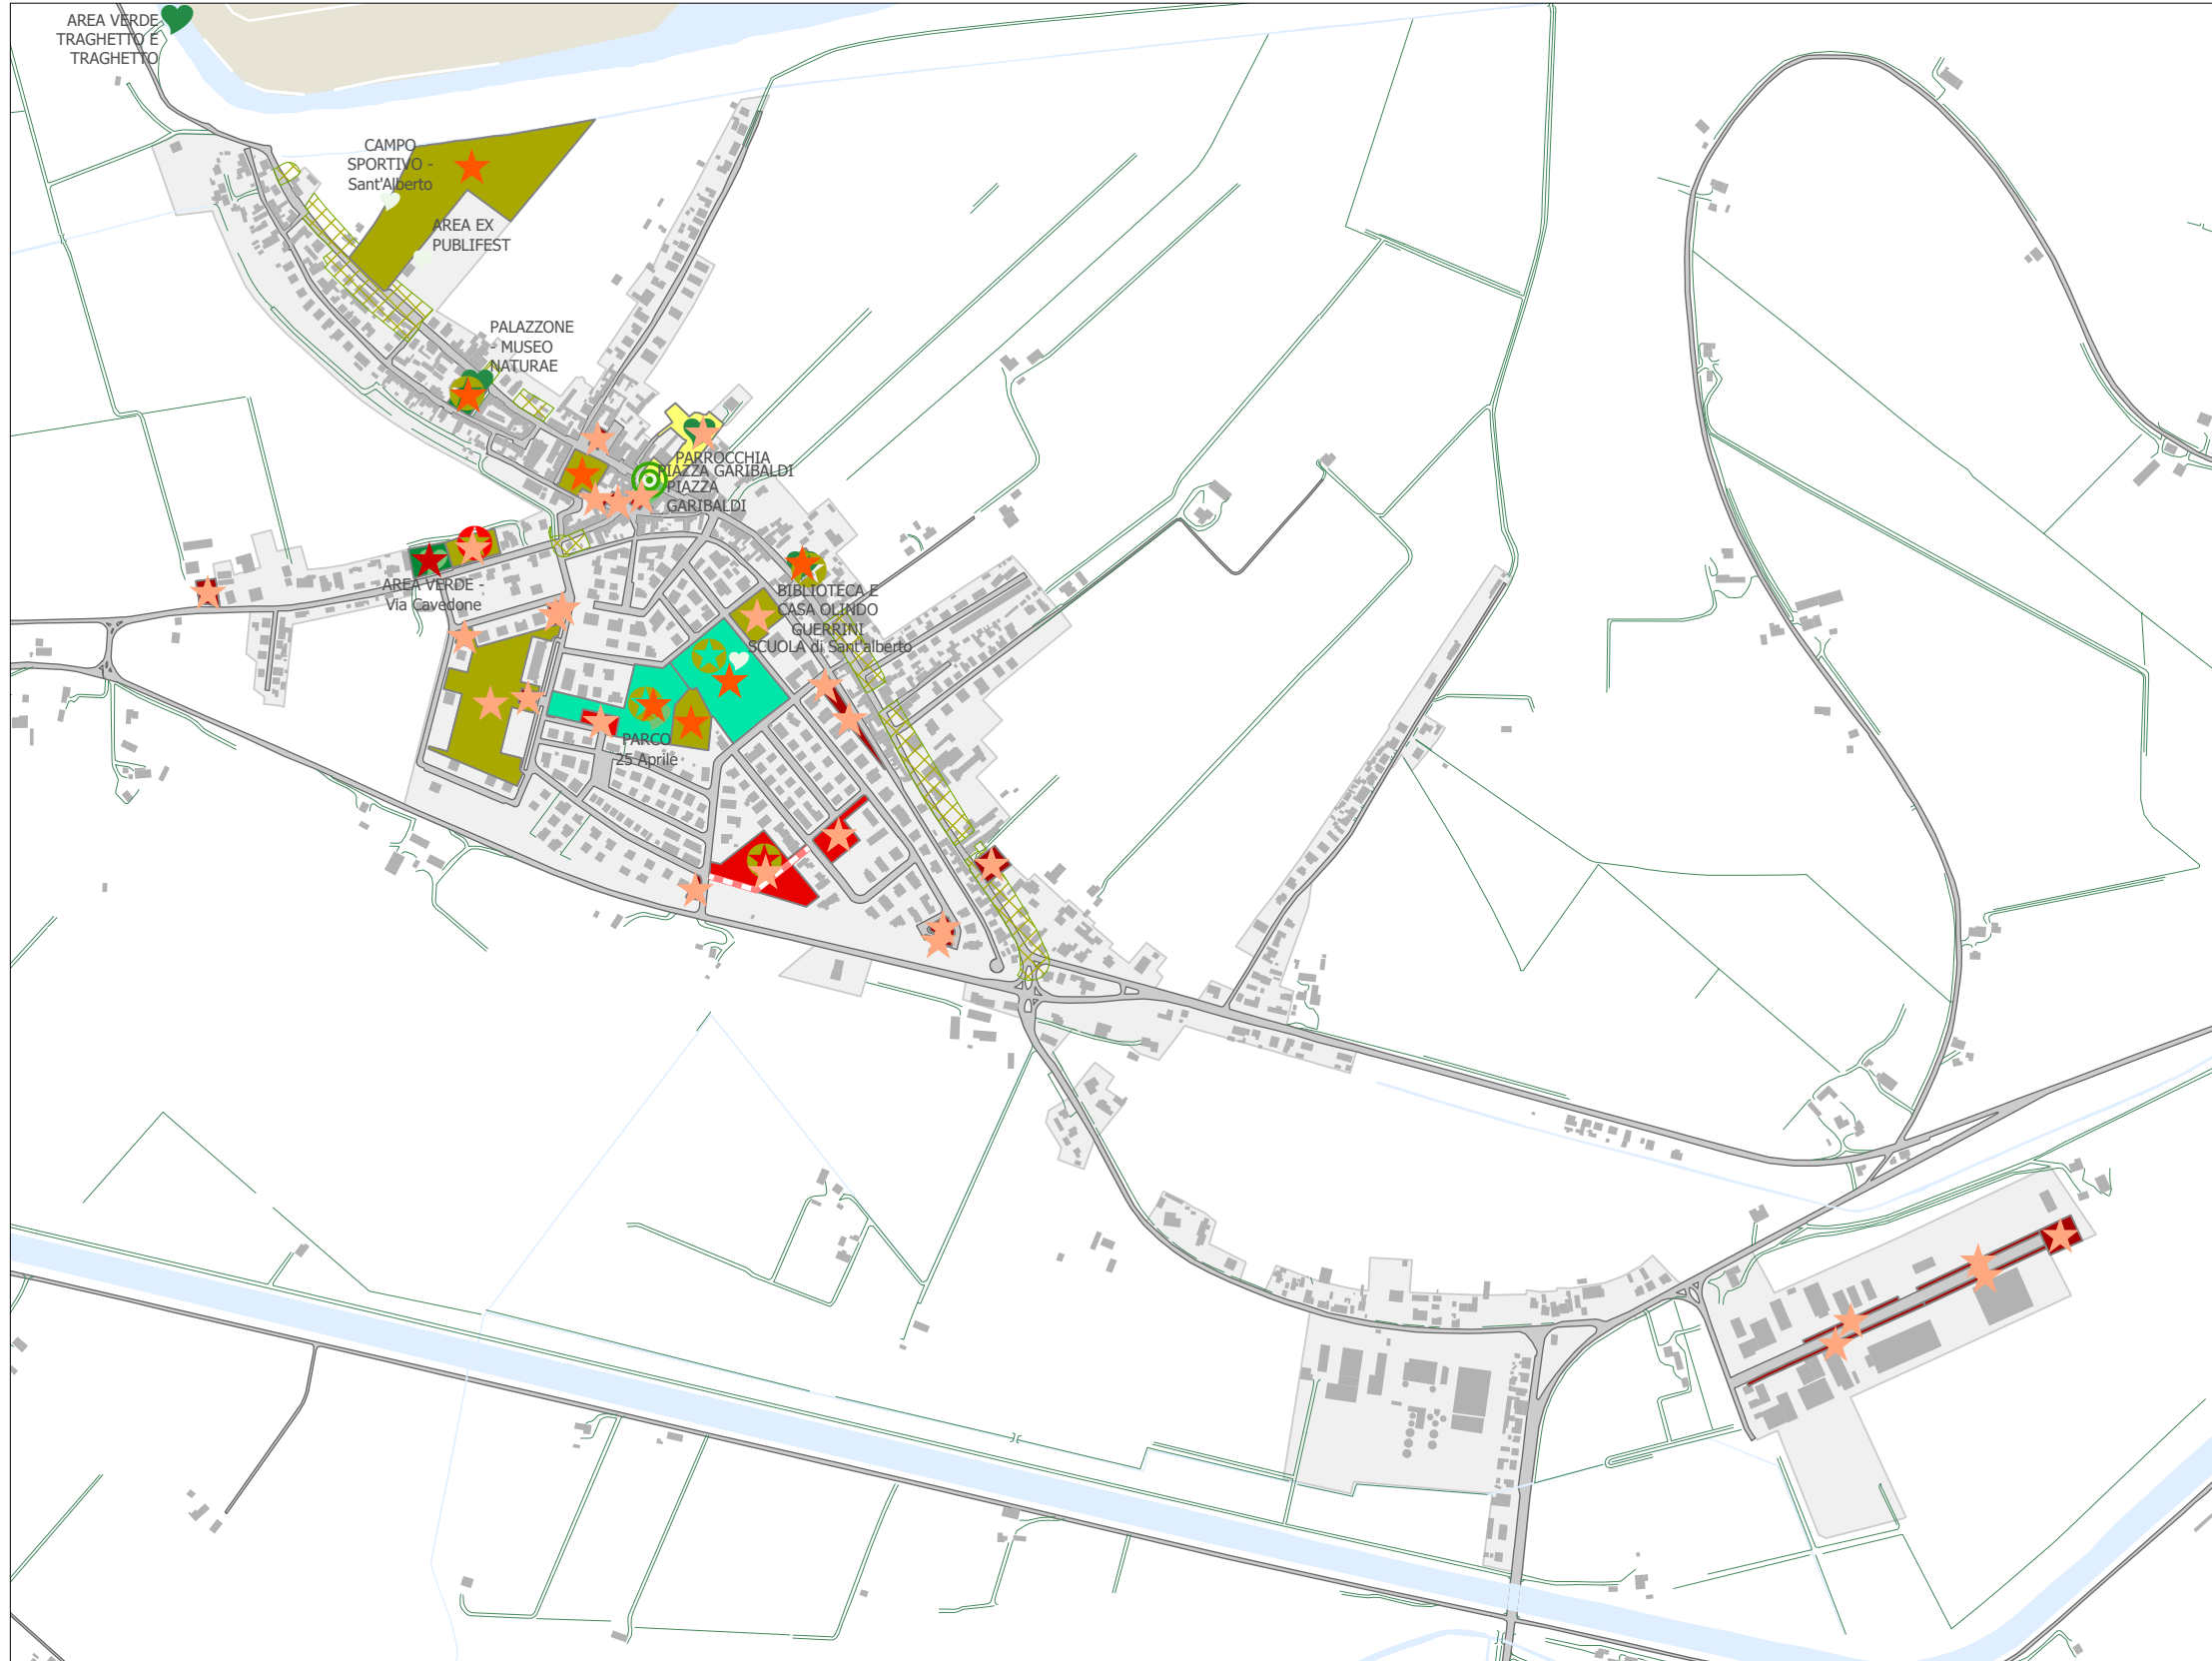 AREA VERDE
TRAGHETTO E
TRAGHETTO
CAMPO
SPORTIVO -
Sant'Alberto
AREA EX
PUBLIFEST
PALAZZONE
- MUSEO
NATURAE
PARROCCHIA
PIAZZA GARIBALDI
PIAZZA
GARIBALDI
AREA VERDE -
Via Cavedone
BIBLIOTECA E
CASA OLINDO
GUERRINI
SCUOLA di Sant'alberto
PARCO
25 Aprile